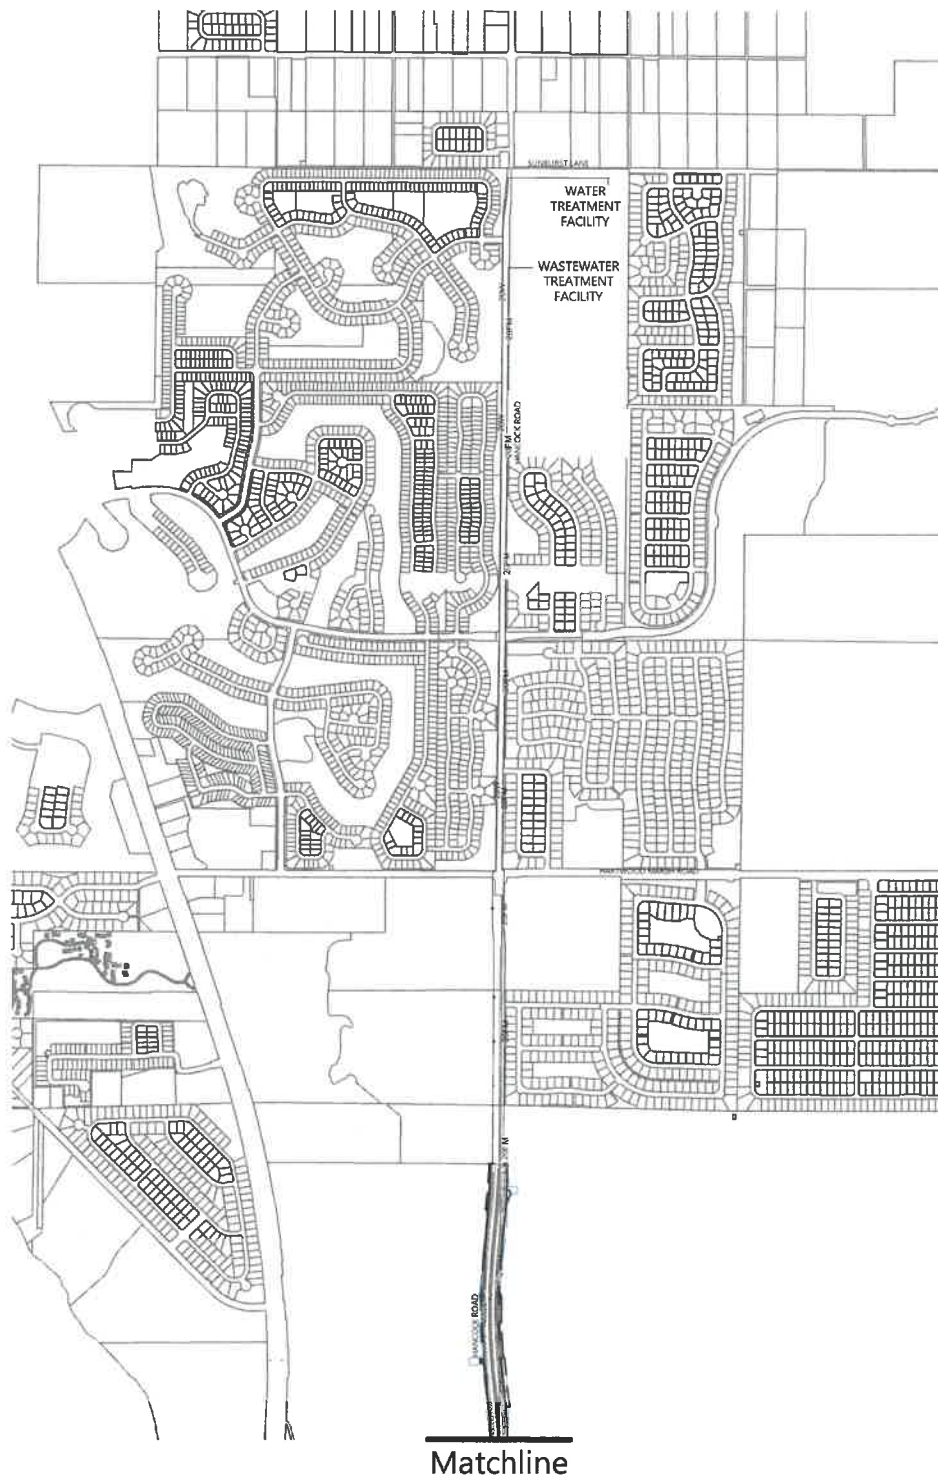 SUNBURST LANE
WATER
TREATMENT
FACILITY
WASTEWATER
TREATMENT
FACILITY
HANCOCK ROAD
HARTWOOD MARSH ROAD
HANCOCK ROAD
Matchline